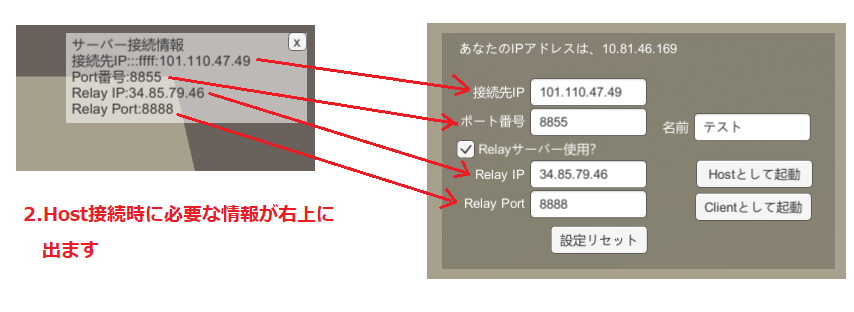 サーバー接続情報
x
接続先IP:::ffff:101.110.47.49
Port番号:8855
Relay IP:34.85.79.46
Relay Port:8888
2.Host接続時に必要な情報が右上に
出ます
あなたのIPアドレスは、10.81.46.169
接続先IP 101.110.47.49
ポート番号 8855
名前 テスト
Relayサーバー使用?
Relay IP 34.85.79.46
Hostとして起動
Relay Port 8888
Clientとして起動
設定リセット